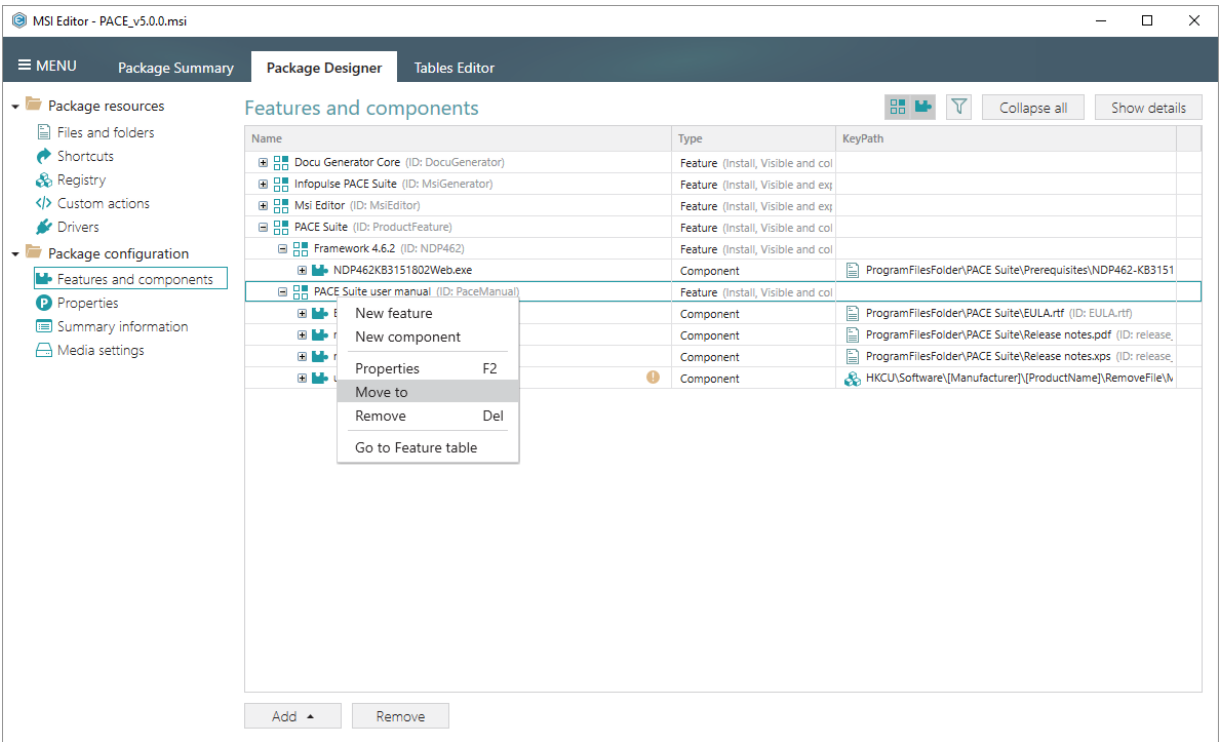 MSI Editor - PACE_v5.0.0.msi
MENU
Package Summary
Package Designer
Tables Editor
Package resources
Files and folders
Shortcuts
Registry
Custom actions
Drivers
Package configuration
Features and components
Properties
Summary information
Media settings
Features and components
Collapse all
Show details
Name Type KeyPath
Docu Generator Core (ID: DocuGenerator) Feature (Install, Visible and col
Infopulse PACE Suite (ID: MsiGenerator) Feature (Install, Visible and exp
Msi Editor (ID: MsiEditor) Feature (Install, Visible and exp
PACE Suite (ID: ProductFeature) Feature (Install, Visible and col
Framework 4.6.2 (ID: NDP462) Feature (Install, Visible and col
NDP462KB3151802Web.exe Component ProgramFilesFolder\PACE Suite\Prerequisites\NDP462-KB3151
PACE Suite user manual (ID: PaceManual) Feature (Install, Visible and col
Component ProgramFilesFolder\PACE Suite\EULA.rtf (ID: EULA.rtf)
Component ProgramFilesFolder\PACE Suite\Release notes.pdf (ID: release_
Component ProgramFilesFolder\PACE Suite\Release notes.xps (ID: release_
Component HKCU\Software\[Manufacturer]\[ProductName]\RemoveFile\M
New feature
New component
Properties F2
Move to
Remove Del
Go to Feature table
Add
Remove